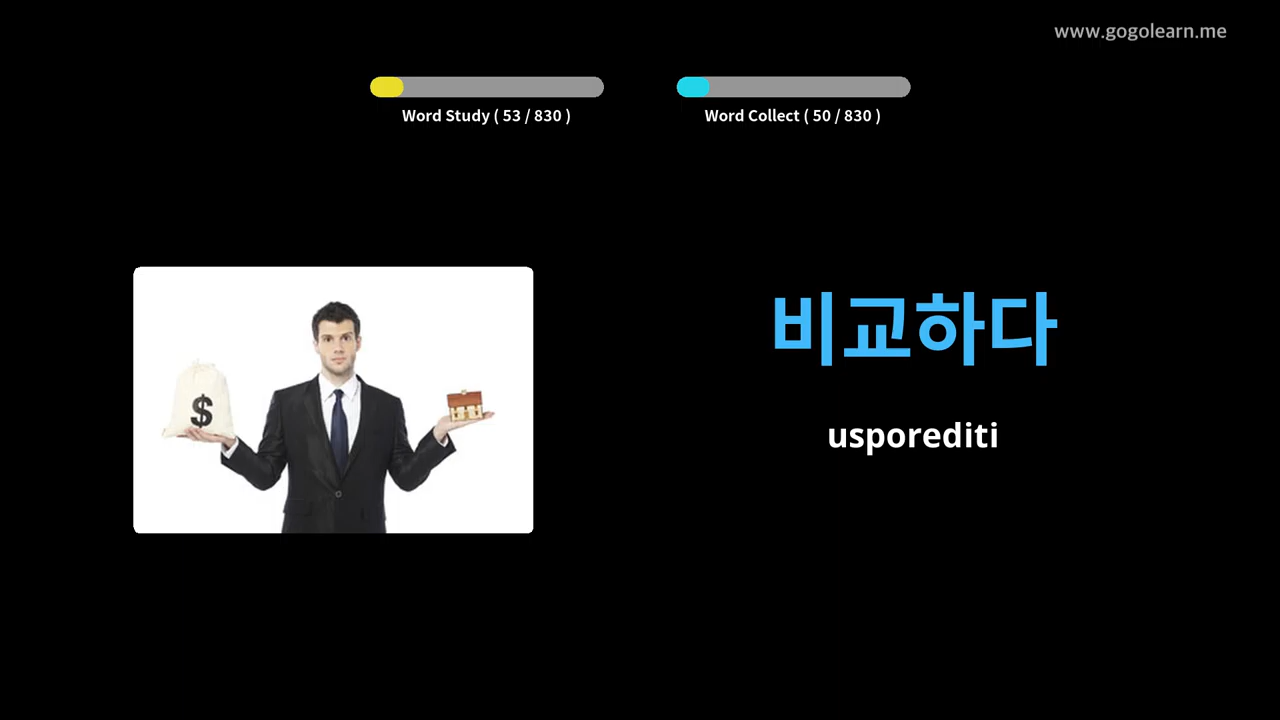 www.gogolearn.me
Word Study ( 53 / 830 )
Word Collect ( 50 / 830 )
$
비교하다
usporediti